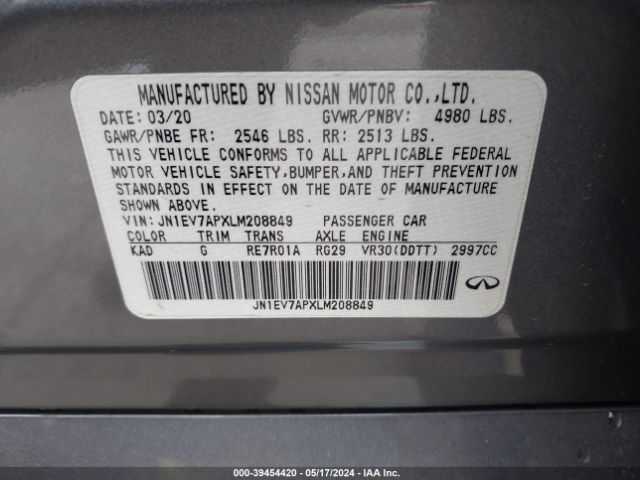 MANUFACTURED BY NISSAN MOTOR CO.,LTD.
DATE: 03/20 GVWR/PNBV: 4980 LBS.
GAWR/PNBE FR: 2546 LBS. RR: 2513 LBS.
THIS VEHICLE CONFORMS TO ALL APPLICABLE FEDERAL
MOTOR VEHICLE SAFETY,BUMPER,AND THEFT PREVENTION
STANDARDS IN EFFECT ON THE DATE OF MANUFACTURE
SHOWN ABOVE.
VIN:JN1EV7APXLM208849 PASSENGER CAR
COLOR TRIM TRANS AXLE ENGINE
KAD G RE7R01A RG29 VR30(DDTT) 2997CC
JN1EV7APXLM208849
000-39454420 - 05/17/2024 - IAA Inc.